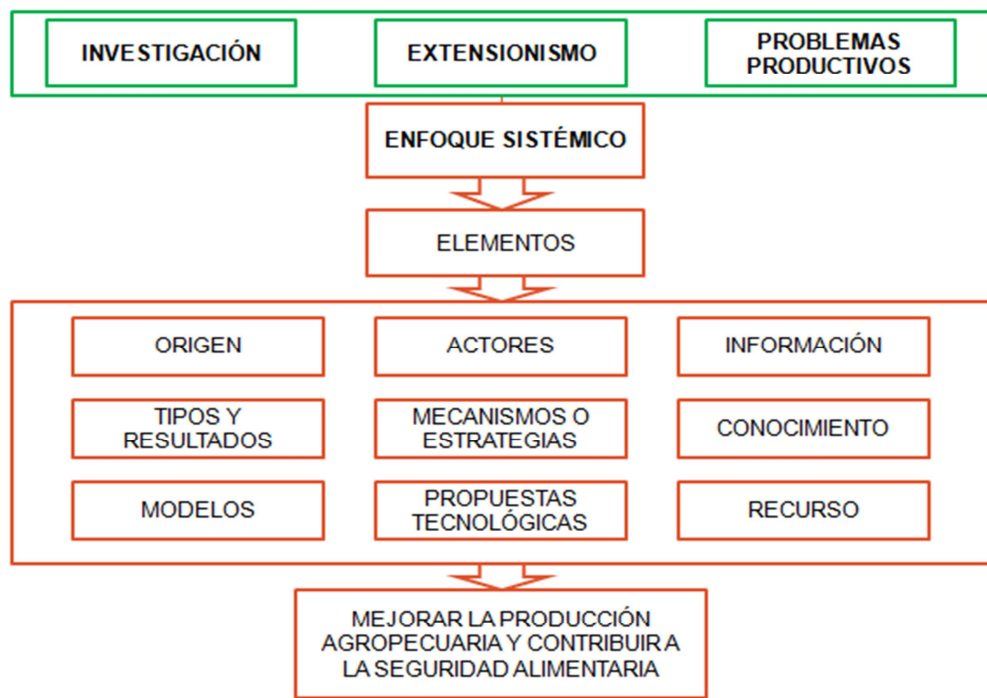 INVESTIGACIÓN
EXTENSIONISMO
PROBLEMAS
PRODUCTIVOS
ENFOQUE SISTÉMICO
ELEMENTOS
ORIGEN
ACTORES
INFORMACIÓN
TIPOS Y
RESULTADOS
MECANISMOS O
ESTRATEGIAS
CONOCIMIENTO
MODELOS
PROPUESTAS
TECNOLÓGICAS
RECURSO
MEJORAR LA PRODUCCIÓN
AGROPECUARIA Y CONTRIBUIR A
LA SEGURIDAD ALIMENTARIA